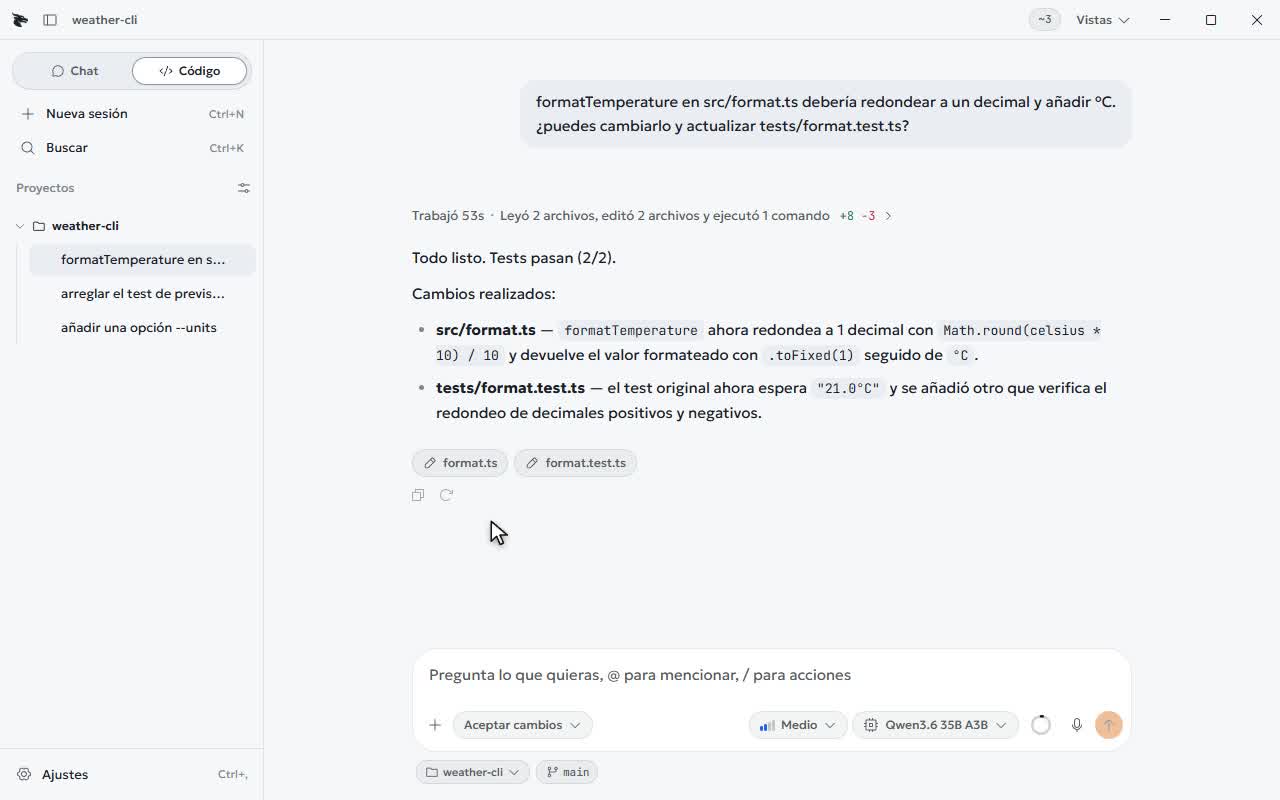 weather-cli
~3
Vistas
Chat
Código
Nueva sesión
Ctrl+N
Buscar
Ctrl+K
Proyectos
weather-cli
formatTemperature en s...
arreglar el test de previs...
añadir una opción --units
Ajustes
Ctrl+,
formatTemperature en src/format.ts debería redondear a un decimal y añadir °C.
¿puedes cambiarlo y actualizar tests/format.test.ts?
Trabajó 53s · Leyó 2 archivos, editó 2 archivos y ejecutó 1 comando +8 -3
Todo listo. Tests pasan (2/2).
Cambios realizados:
• src/format.ts — formatTemperature ahora redondea a 1 decimal con Math.round(celsius *
10) / 10 y devuelve el valor formateado con .toFixed(1) seguido de °C.
• tests/format.test.ts — el test original ahora espera "21.0°C" y se añadió otro que verifica el
redondeo de decimales positivos y negativos.
format.ts
format.test.ts
Pregunta lo que quieras, @ para mencionar, / para acciones
Aceptar cambios
Medio
Qwen3.6 35B A3B
weather-cli
main